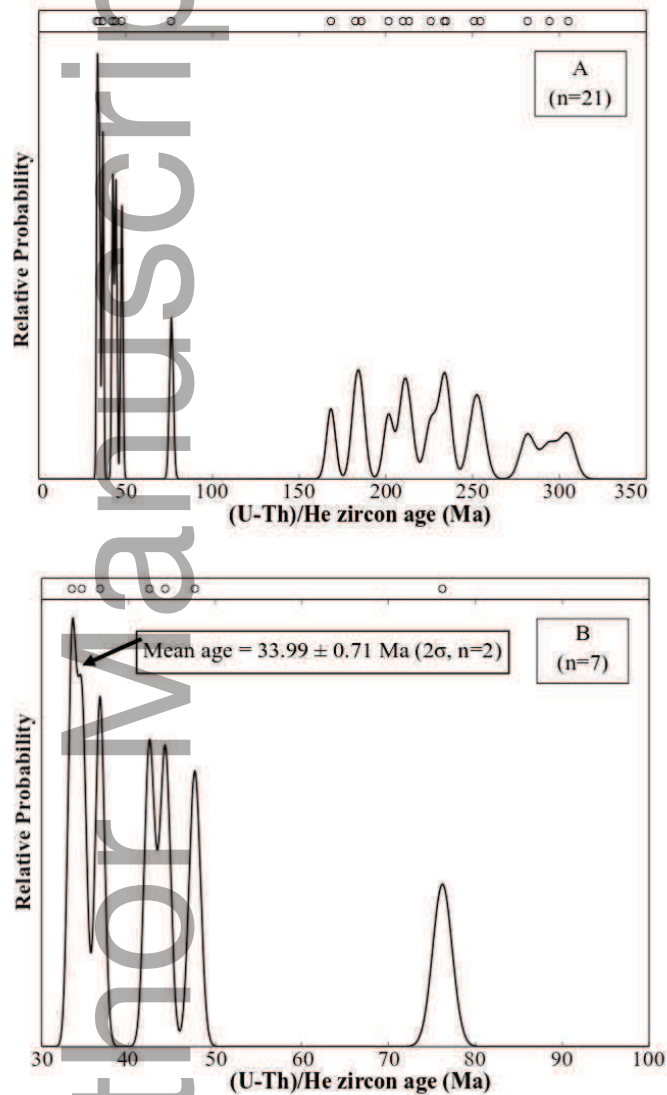 A
(n=21)
Relative Probability
0 50 100 150 200 250 300 350
(U-Th)/He zircon age (Ma)
B
(n=7)
Mean age = 33.99 ± 0.71 Ma (2σ, n=2)
Relative Probability
30 40 50 60 70 80 90 100
(U-Th)/He zircon age (Ma)
thor Manuscrip